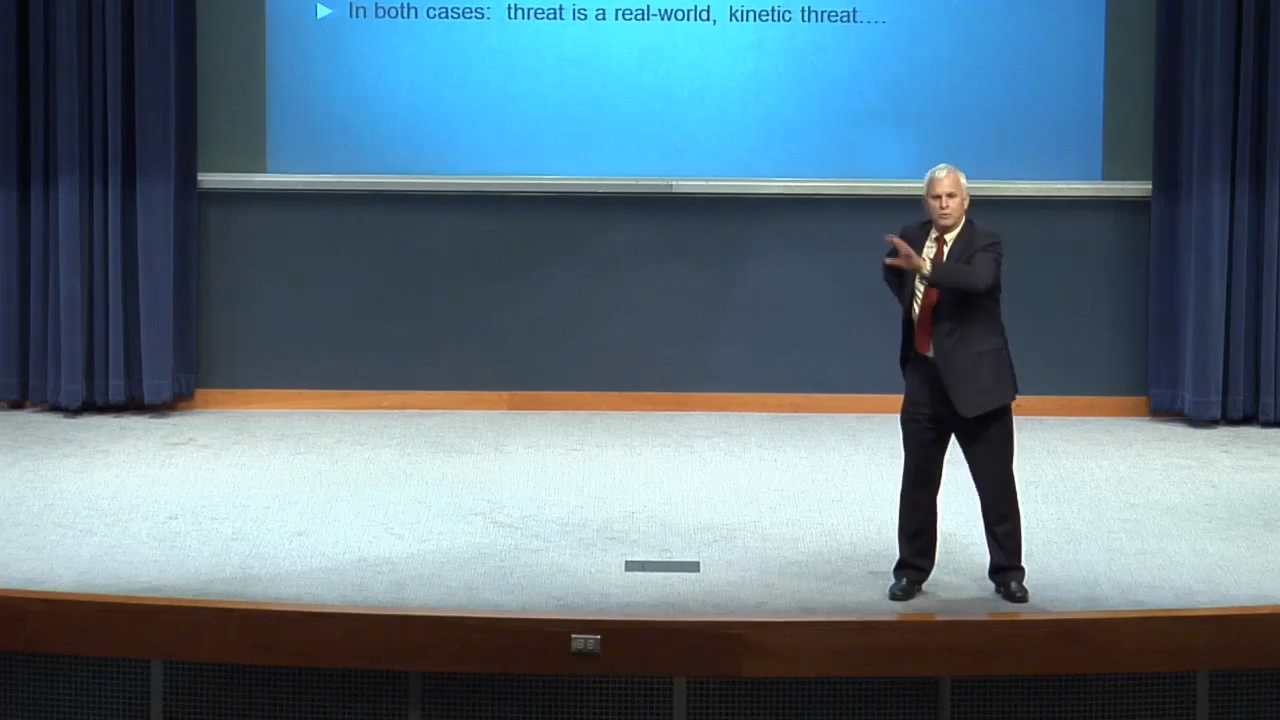 In both cases: threat is a real-world, kinetic threat....